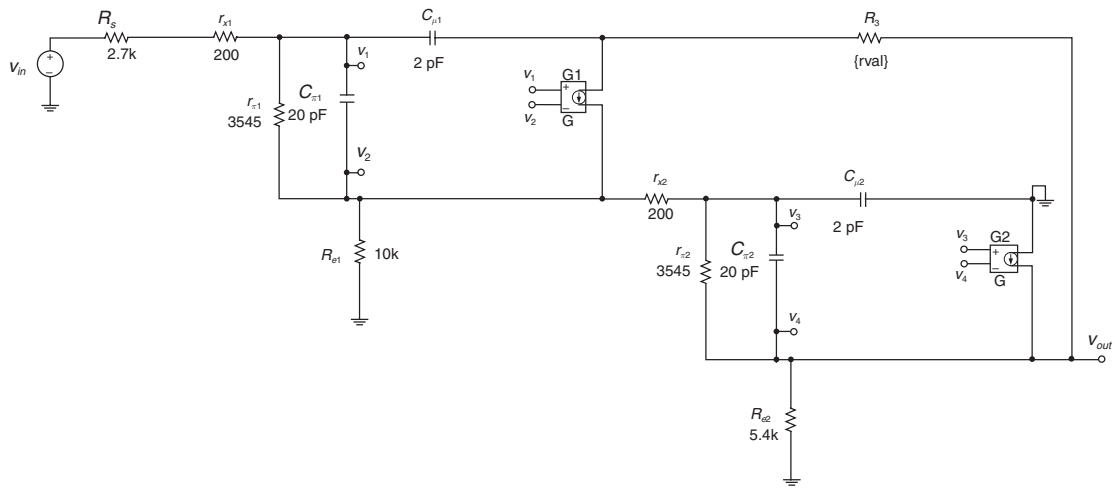 R_s
2.7k
v_in
+
−
r_x1
200
C_μ1
2 pF
R_3
{rval}
v_1
C_π1
20 pF
r_π1
3545
v_2
v_1
v_2
G1
+
−
G
R_e1
10k
r_x2
200
C_μ2
2 pF
v_3
C_π2
20 pF
r_π2
3545
v_4
v_3
v_4
G2
+
−
G
v_out
R_e2
5.4k